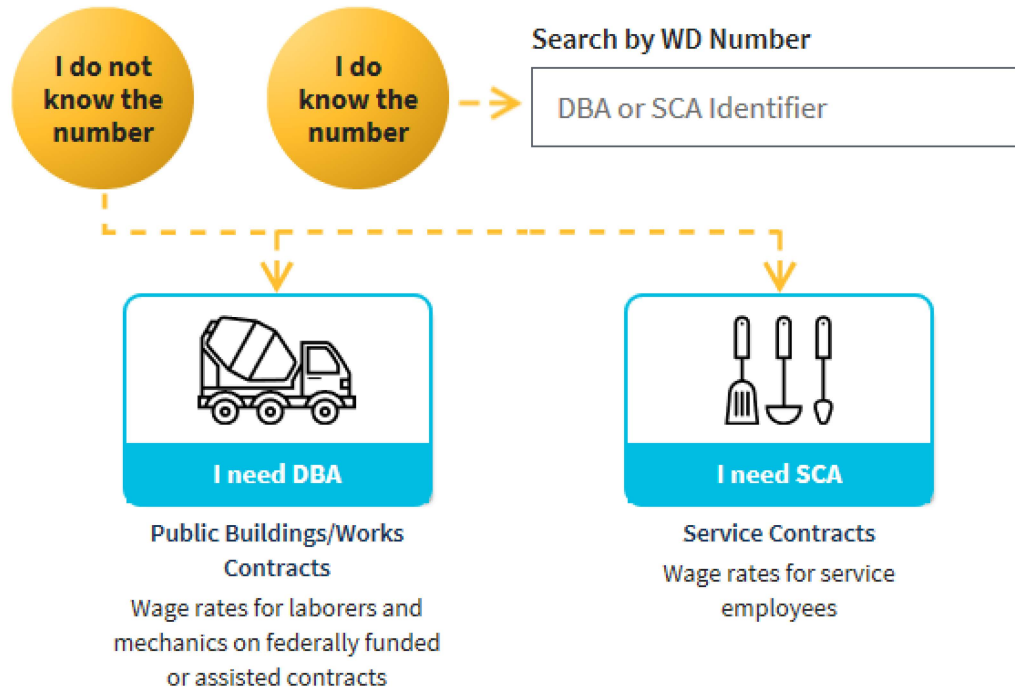 I do not
know the
number
I do
know the
number
Search by WD Number
DBA or SCA Identifier
I need DBA
Public Buildings/Works
Contracts
Wage rates for laborers and
mechanics on federally funded
or assisted contracts
I need SCA
Service Contracts
Wage rates for service
employees